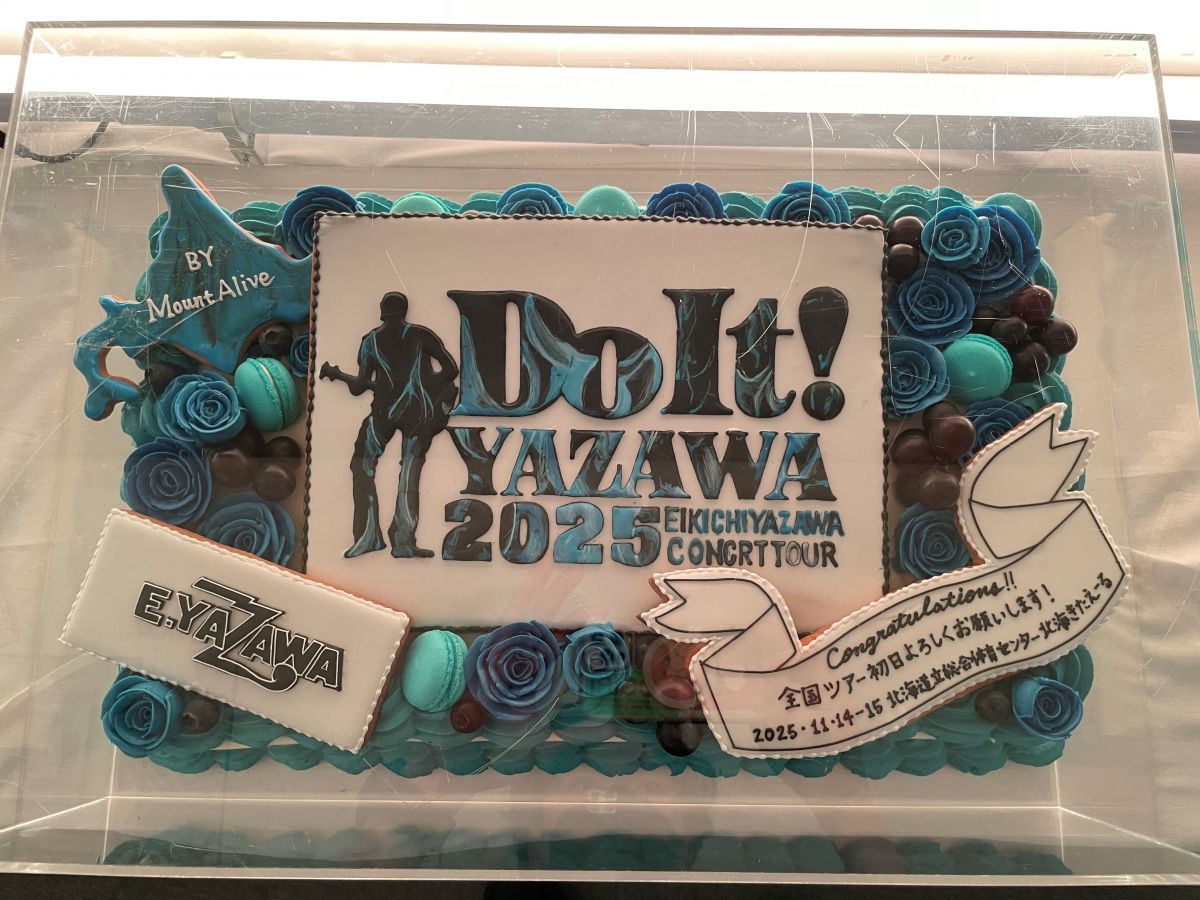 BY
Mount Alive
Do It!
YAZAWA
2025
EIKICHIYAZAWA
CONCRTTOUR
E.YAZAWA
Congratulations!!
全国ツアー初日よろしくお願いします!
2025・11・14-15 北海道立総合体育センター北海きたえーる